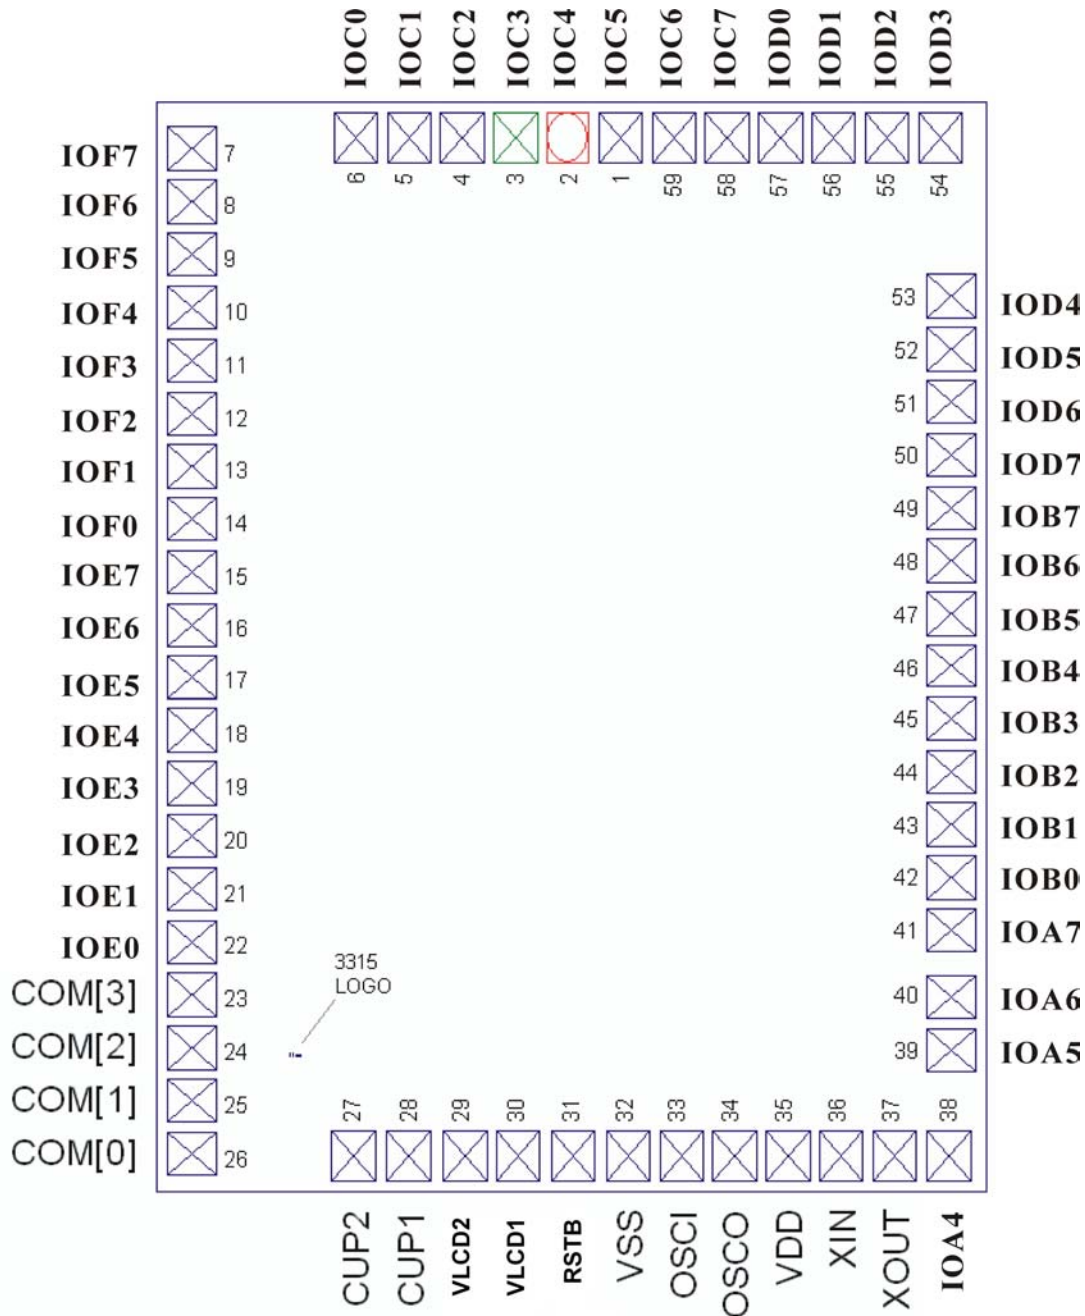 IOC0 IOC1 IOC2 IOC3 IOC4 IOC5 IOC6 IOC7 IOD0 IOD1 IOD2 IOD3
6 5 4 3 2 1 59 58 57 56 55 54
IOF7 7
IOF6 8
IOF5 9
IOF4 10
IOF3 11
IOF2 12
IOF1 13
IOF0 14
IOE7 15
IOE6 16
IOE5 17
IOE4 18
IOE3 19
IOE2 20
IOE1 21
IOE0 22
COM[3] 23
COM[2] 24
COM[1] 25
COM[0] 26
3315
LOGO
53 IOD4
52 IOD5
51 IOD6
50 IOD7
49 IOB7
48 IOB6
47 IOB5
46 IOB4
45 IOB3
44 IOB2
43 IOB1
42 IOB0
41 IOA7
40 IOA6
39 IOA5
27 28 29 30 31 32 33 34 35 36 37 38
CUP2 CUP1 VLCD2 VLCD1 RSTB VSS OSCI OSCO VDD XIN XOUT IOA4